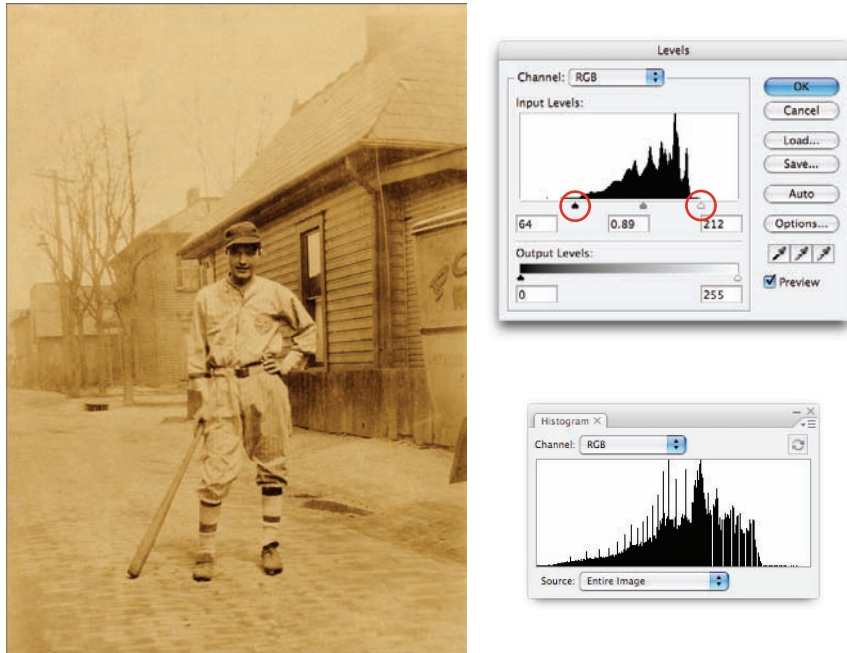 Levels
Channel: RGB
OK
Input Levels:
Cancel
Load...
Save...
Auto
64 0.89 212
Options...
Output Levels:
Preview
0 255
Histogram ×
Channel: RGB
Source: Entire Image